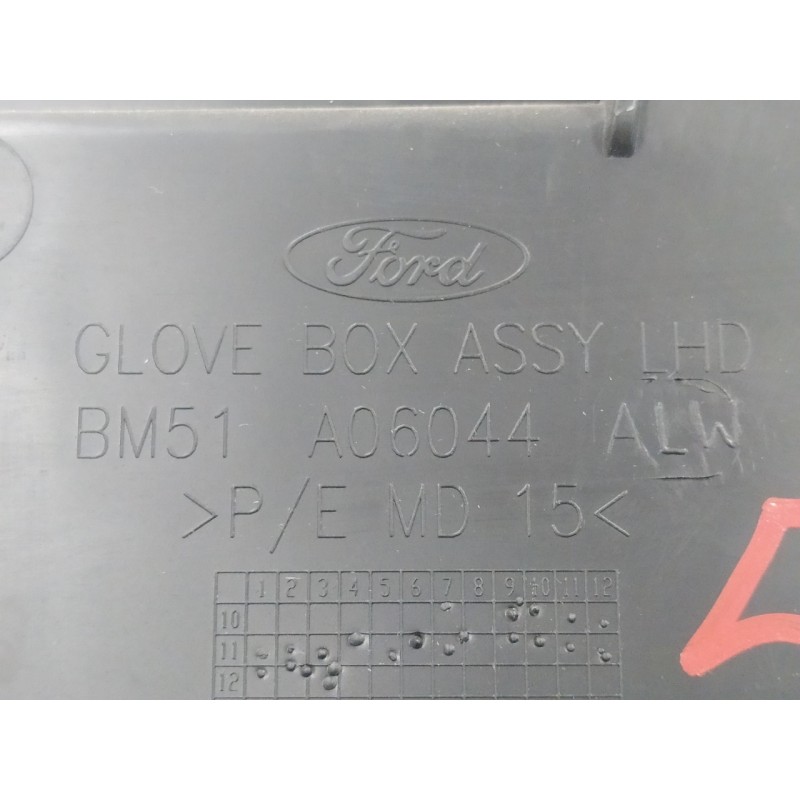 Ford
GLOVE BOX ASSY LHD
BM51 A06044 ALW
>P/E MD 15<
1 2 3 4 5 6 7 8 9 10 11 12
10
11
12